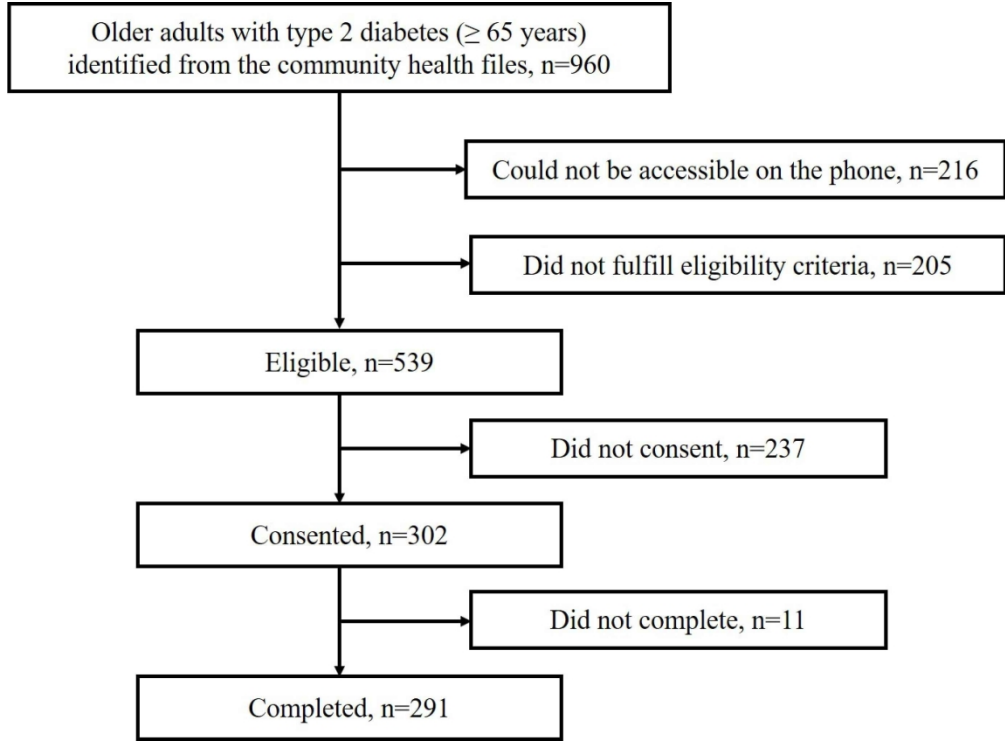 Older adults with type 2 diabetes (≥ 65 years)
identified from the community health files, n=960
Could not be accessible on the phone, n=216
Did not fulfill eligibility criteria, n=205
Eligible, n=539
Did not consent, n=237
Consented, n=302
Did not complete, n=11
Completed, n=291